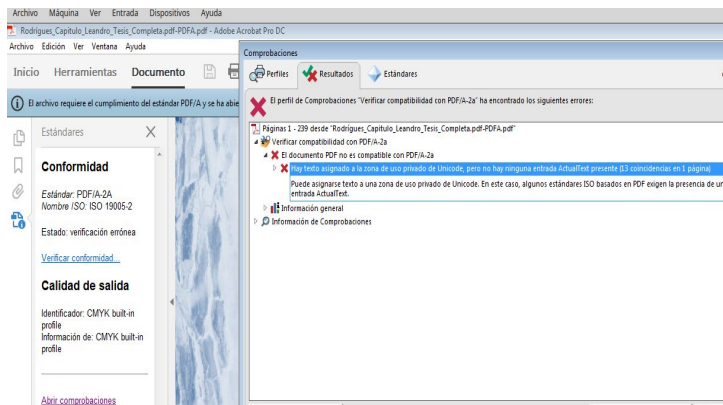 Archivo Máquina Ver Entrada Dispositivos Ayuda
Rodrigues_Capitulo_Leandro_Tesis_Completa.pdf-PDFA.pdf - Adobe Acrobat Pro DC
Archivo Edición Ver Ventana Ayuda
Inicio Herramientas Documento
El archivo requiere el cumplimiento del estándar PDF/A y se ha abie
Estándares
Conformidad
Estándar: PDF/A-2A
Nombre ISO: ISO 19005-2
Estado: verificación errónea
Verificar conformidad...
Calidad de salida
Identificador: CMYK built-in
profile
Información de: CMYK built-in
profile
Abrir comprobaciones
Comprobaciones
Perfiles Resultados Estándares
El perfil de Comprobaciones "Verificar compatibilidad con PDF/A-2a" ha encontrado los siguientes errores:
Páginas 1 - 239 desde "Rodrigues_Capitulo_Leandro_Tesis_Completa.pdf-PDFA.pdf"
Verificar compatibilidad con PDF/A-2a
El documento PDF no es compatible con PDF/A-2a
Hay texto asignado a la zona de uso privado de Unicode, pero no hay ninguna entrada ActualText presente (13 coincidencias en 1 página)
Puede asignarse texto a una zona de uso privado de Unicode. En este caso, algunos estándares ISO basados en PDF exigen la presencia de un
entrada ActualText.
Información general
Información de Comprobaciones